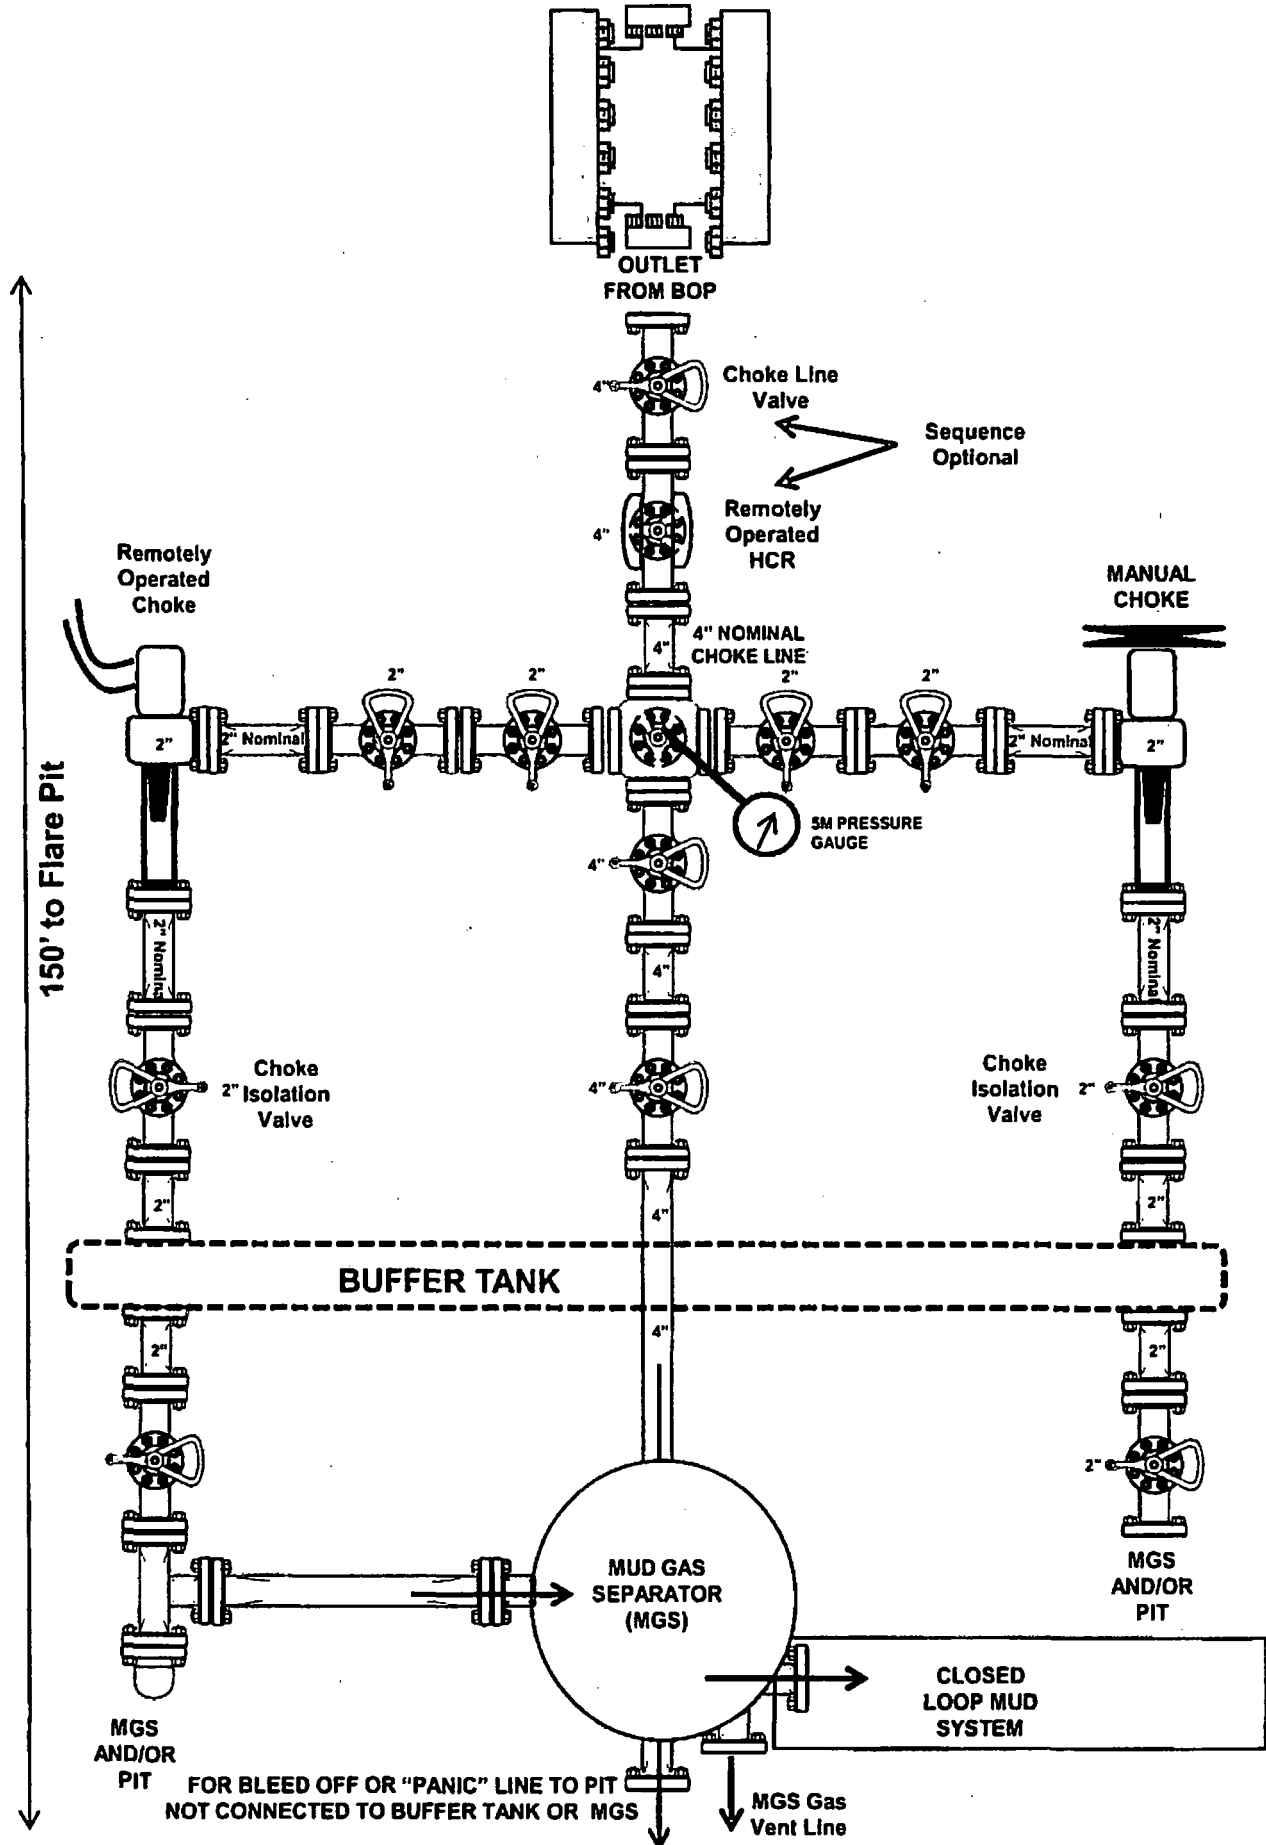 OUTLET
FROM BOP
4"
Choke Line
Valve
Sequence
Optional
4"
Remotely
Operated
HCR
Remotely
Operated
Choke
MANUAL
CHOKE
4"
4" NOMINAL
CHOKE LINE
2"
2"
2"
2"
2"
2" Nominal
2" Nominal
2"
5M PRESSURE
GAUGE
4"
150' to Flare Pit
2" Nomin
4"
2" Nominal
2"
Choke
Isolation
Valve
4"
Choke
Isolation
Valve
2"
2"
4"
2"
BUFFER TANK
2"
4"
2"
2"
MUD GAS
SEPARATOR
(MGS)
MGS
AND/OR
PIT
CLOSED
LOOP MUD
SYSTEM
MGS
AND/OR
PIT
FOR BLEED OFF OR "PANIC" LINE TO PIT
NOT CONNECTED TO BUFFER TANK OR MGS
MGS Gas
Vent Line